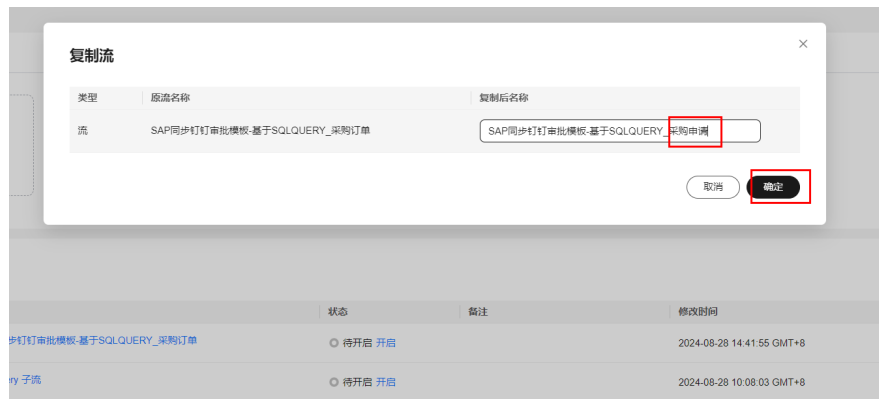 复制流
类型 原流名称 复制后名称
流 SAP同步钉钉审批模板-基于SQLQUERY_采购订单 SAP同步钉钉审批模板-基于SQLQUERY_采购申请
取消 确定
状态 备注 修改时间
步钉钉审批模板-基于SQLQUERY_采购订单 待开启 开启 2024-08-28 14:41:55 GMT+8
ry 子流 待开启 开启 2024-08-28 10:08:03 GMT+8